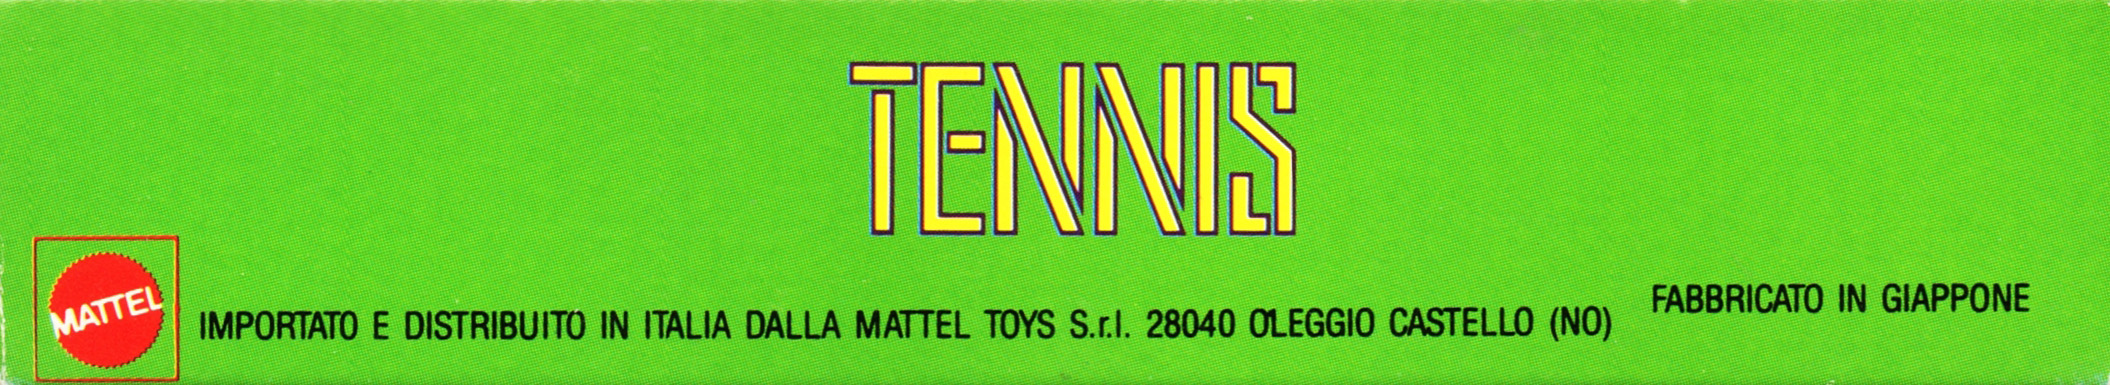 TENNIS
MATTEL
IMPORTATO E DISTRIBUITO IN ITALIA DALLA MATTEL TOYS S.r.l. 28040 OLEGGIO CASTELLO (NO)
FABBRICATO IN GIAPPONE